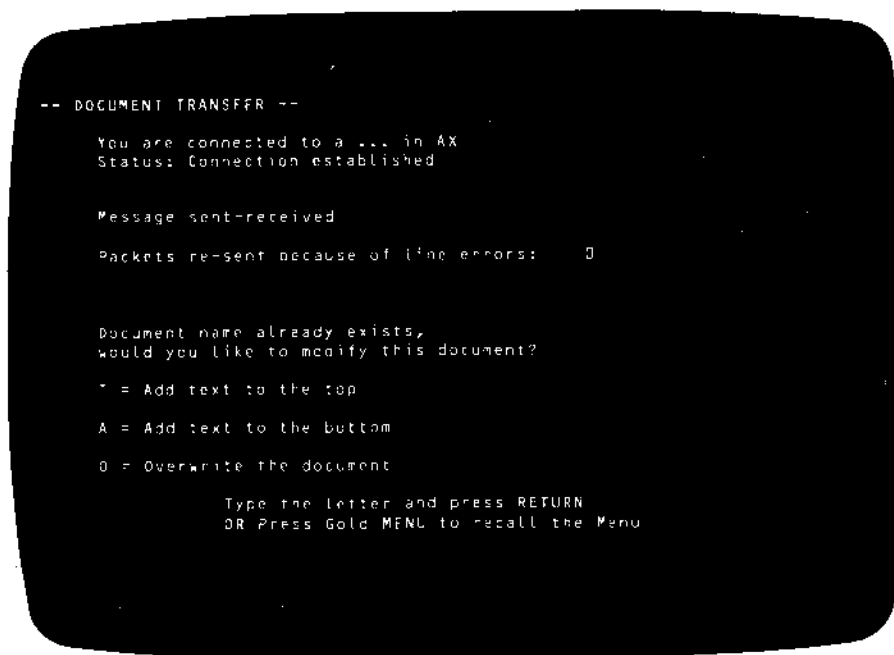 -- DOCUMENT TRANSFER --
You are connected to a ... in AX
Status: Connection established
Message sent-received
Packets re-sent because of line errors: 0
Document name already exists,
would you like to modify this document?
T = Add text to the top
A = Add text to the bottom
O = Overwrite the document
Type the letter and press RETURN
OR Press Gold MENU to recall the Menu